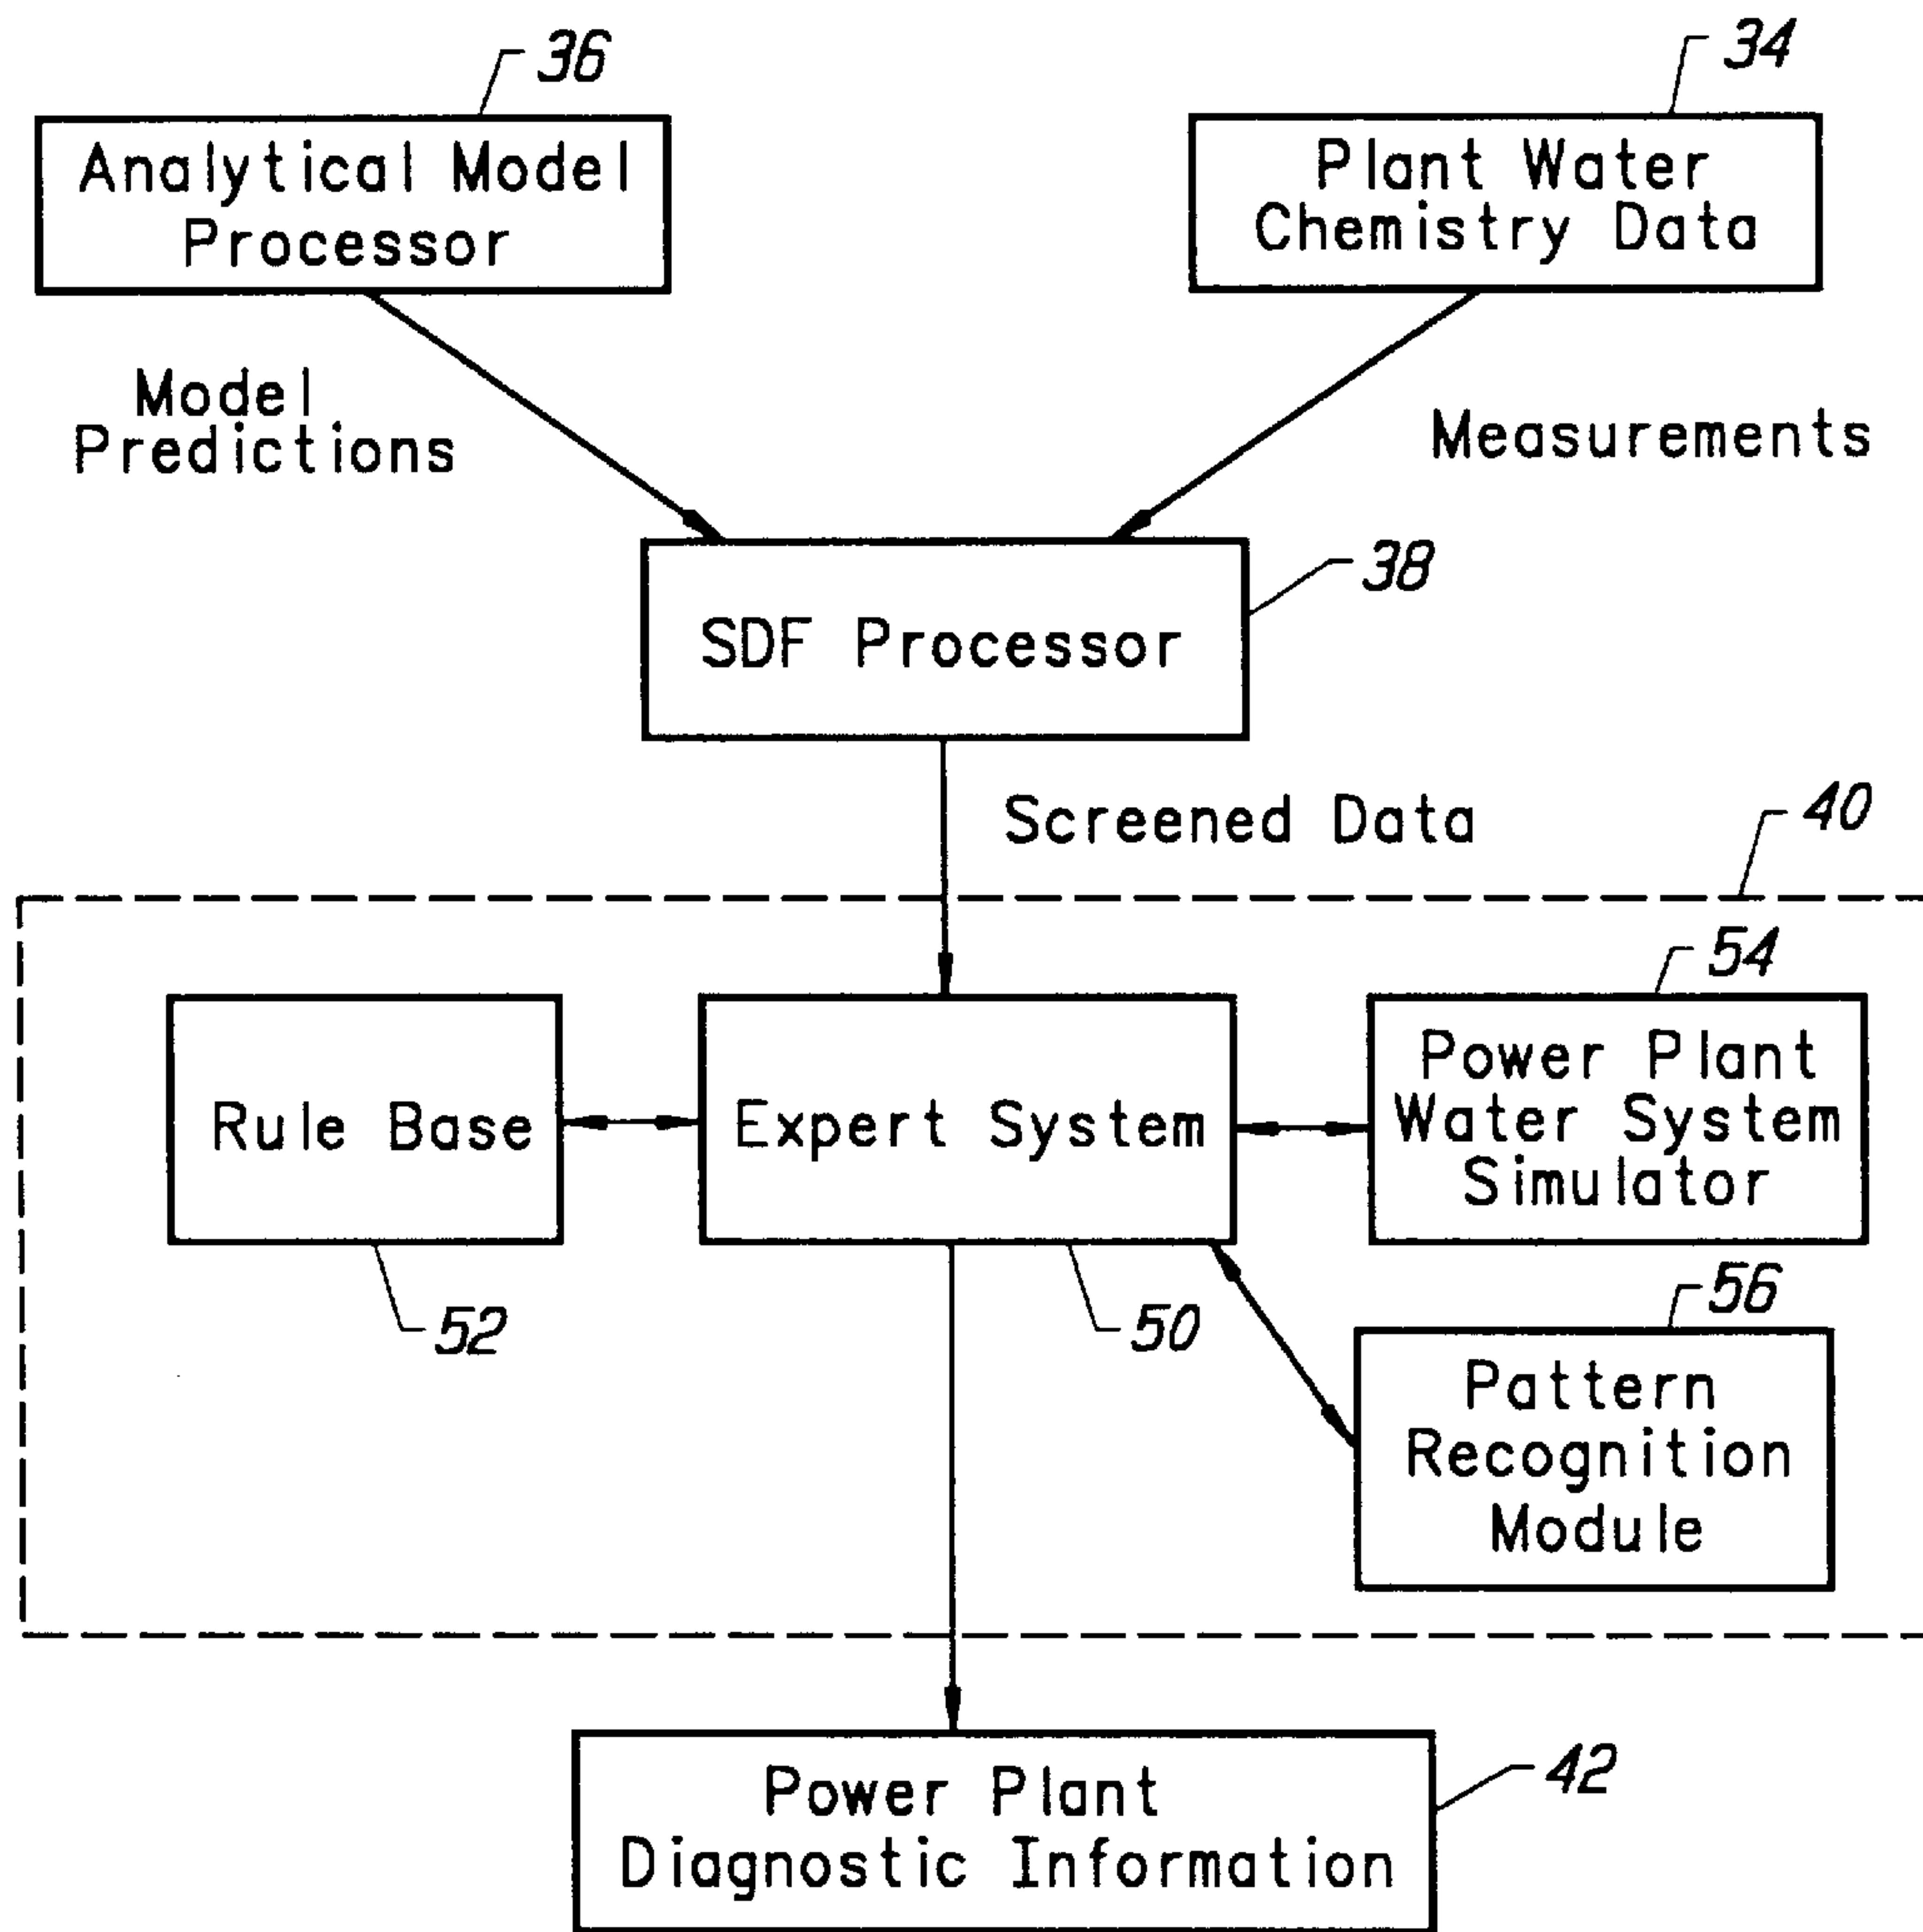 36
34
Analytical Model
Processor
Plant Water
Chemistry Data
Model
Predictions
Measurements
38
SDF Processor
Screened Data
40
54
Rule Base
Expert System
Power Plant
Water System
Simulator
52
50
56
Pattern
Recognition
Module
42
Power Plant
Diagnostic Information